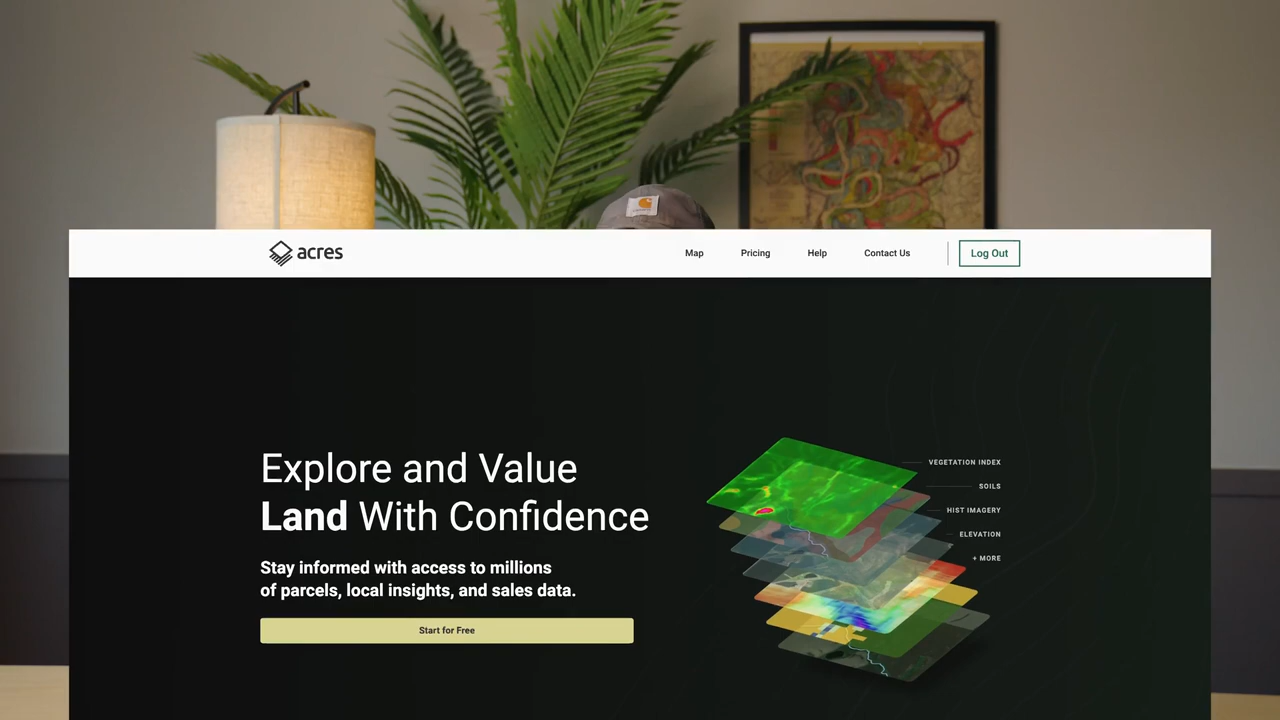 acres
Map
Pricing
Help
Contact Us
Log Out
Explore and Value
Land With Confidence
Stay informed with access to millions
of parcels, local insights, and sales data.
Start for Free
VEGETATION INDEX
SOILS
HIST IMAGERY
ELEVATION
+ MORE